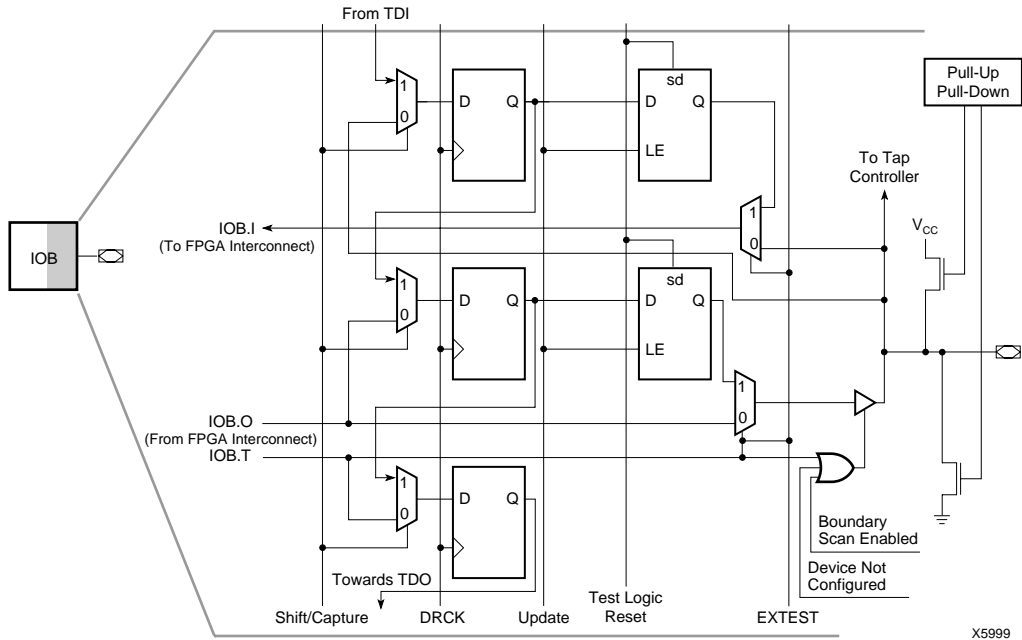 From TDI
Pull-Up
Pull-Down
sd
1
0
D
Q
D
Q
LE
To Tap
Controller
1
0
IOB.I
(To FPGA Interconnect)
VCC
IOB
sd
1
0
D
Q
D
Q
LE
1
0
IOB.O
(From FPGA Interconnect)
IOB.T
1
0
D
Q
Boundary
Scan Enabled
Device Not
Configured
Towards TDO
Shift/Capture
DRCK
Update
Test Logic
Reset
EXTEST
X5999